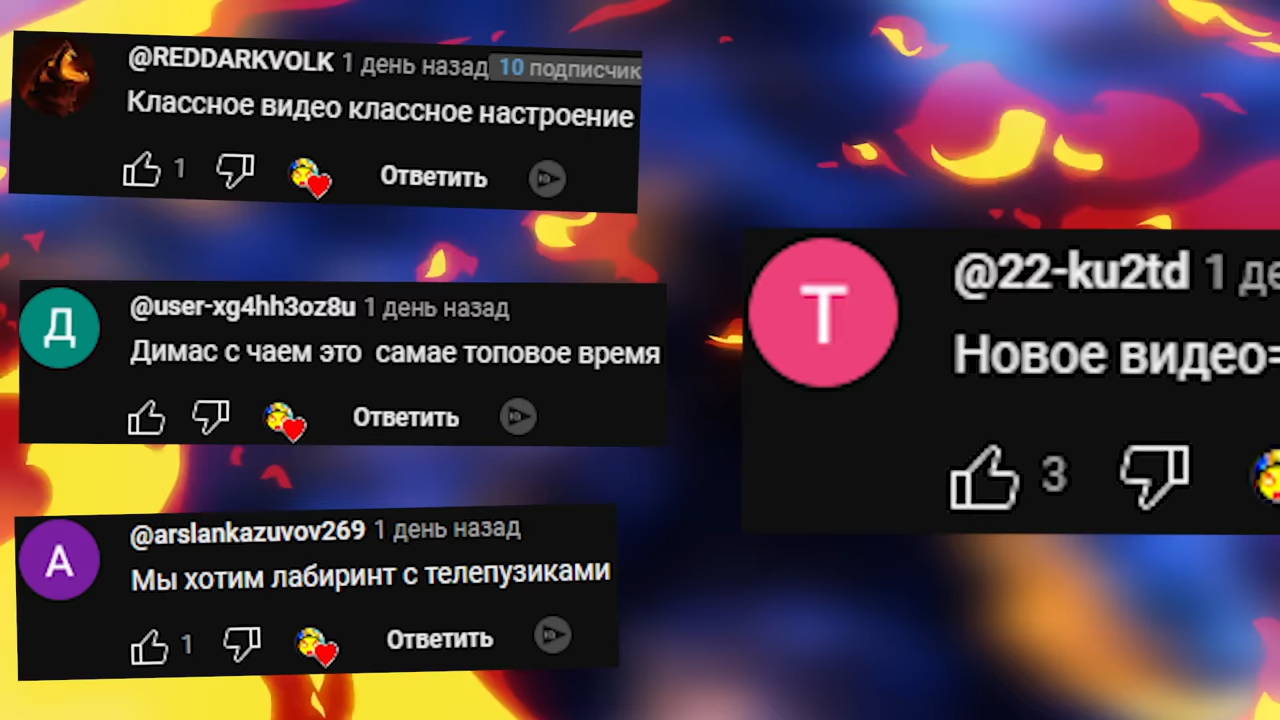 @REDDARKVOLK 1 день назад 10 подписчик
Классное видео классное настроение
1 Ответить
Д
@user-xg4hh3oz8u 1 день назад
Димас с чаем это самае топовое время
Ответить
А
@arslankazuvov269 1 день назад
Мы хотим лабиринт с телепузиками
1 Ответить
Т
@22-ku2td 1 де
Новое видео=
3